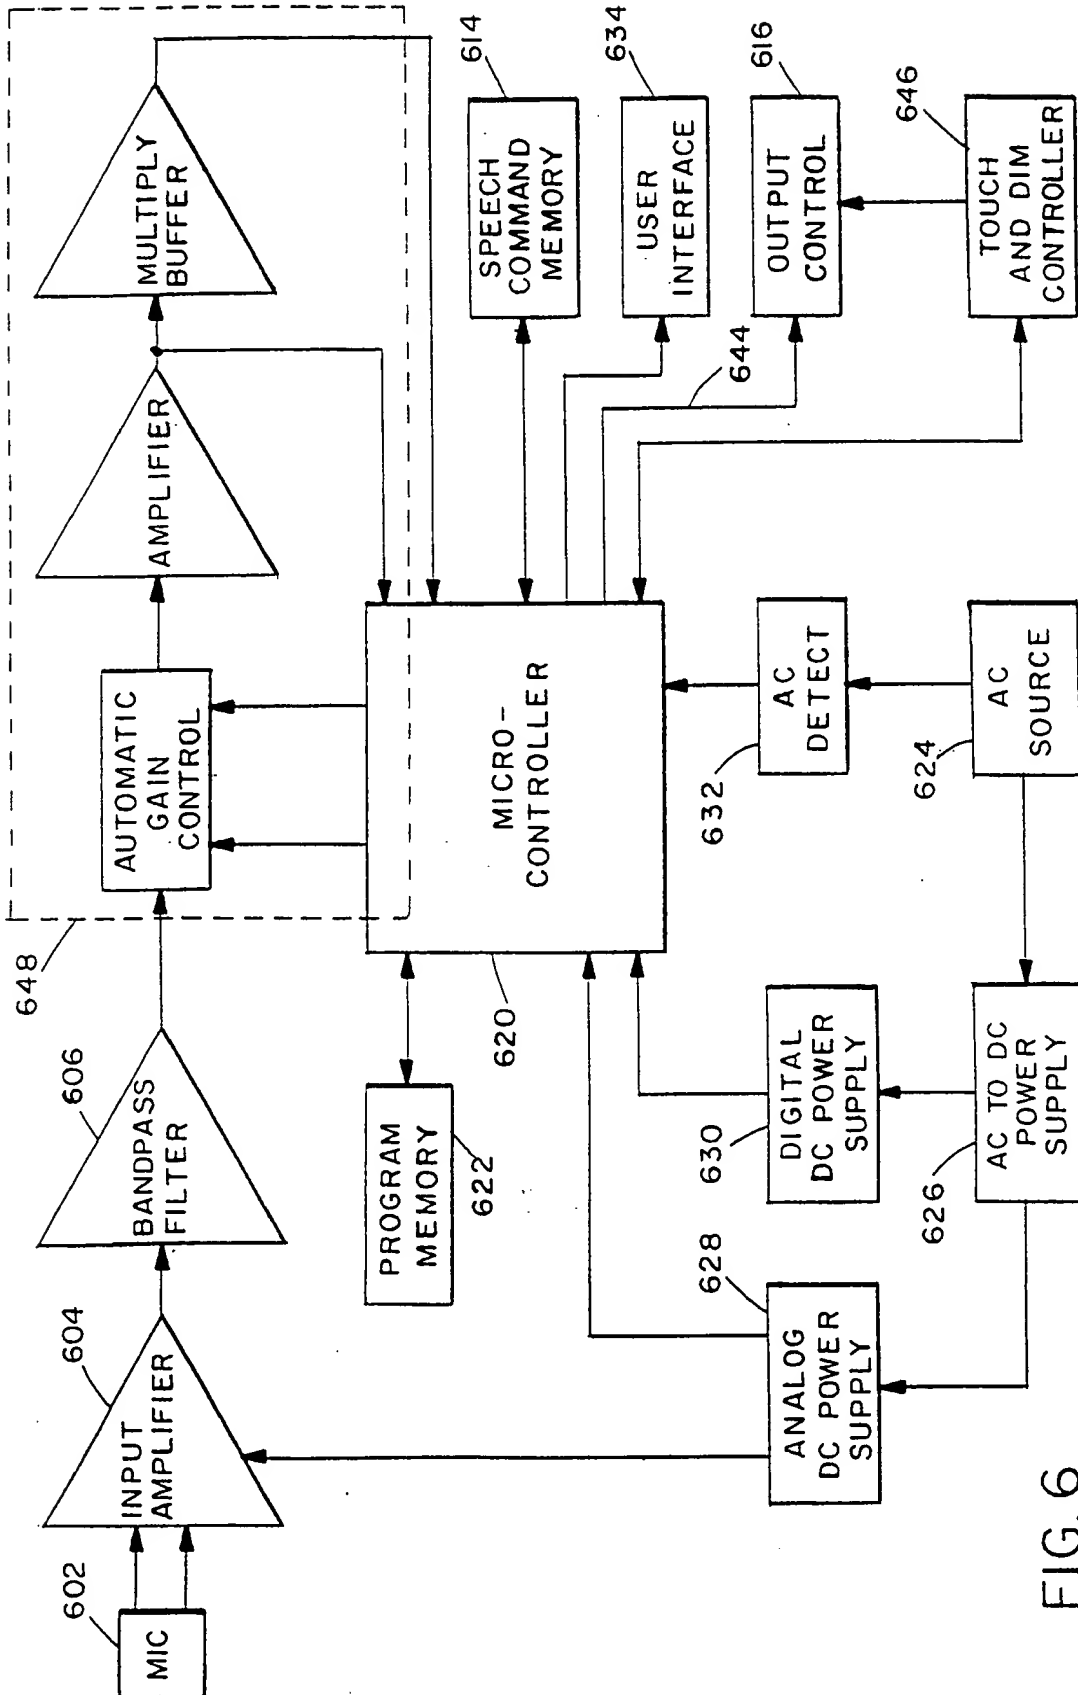 648
MULTIPLY
BUFFER
AMPLIFIER
AUTOMATIC
GAIN
CONTROL
606
BANDPASS
FILTER
604
INPUT
AMPLIFIER
602
MIC
614
SPEECH
COMMAND
MEMORY
634
USER
INTERFACE
616
OUTPUT
CONTROL
644
646
TOUCH
AND DIM
CONTROLLER
MICRO-
CONTROLLER
620
PROGRAM
MEMORY
622
632
AC
DETECT
624
AC
SOURCE
630
DIGITAL
DC POWER
SUPPLY
628
ANALOG
DC POWER
SUPPLY
626
AC TO DC
POWER
SUPPLY
FIG. 6